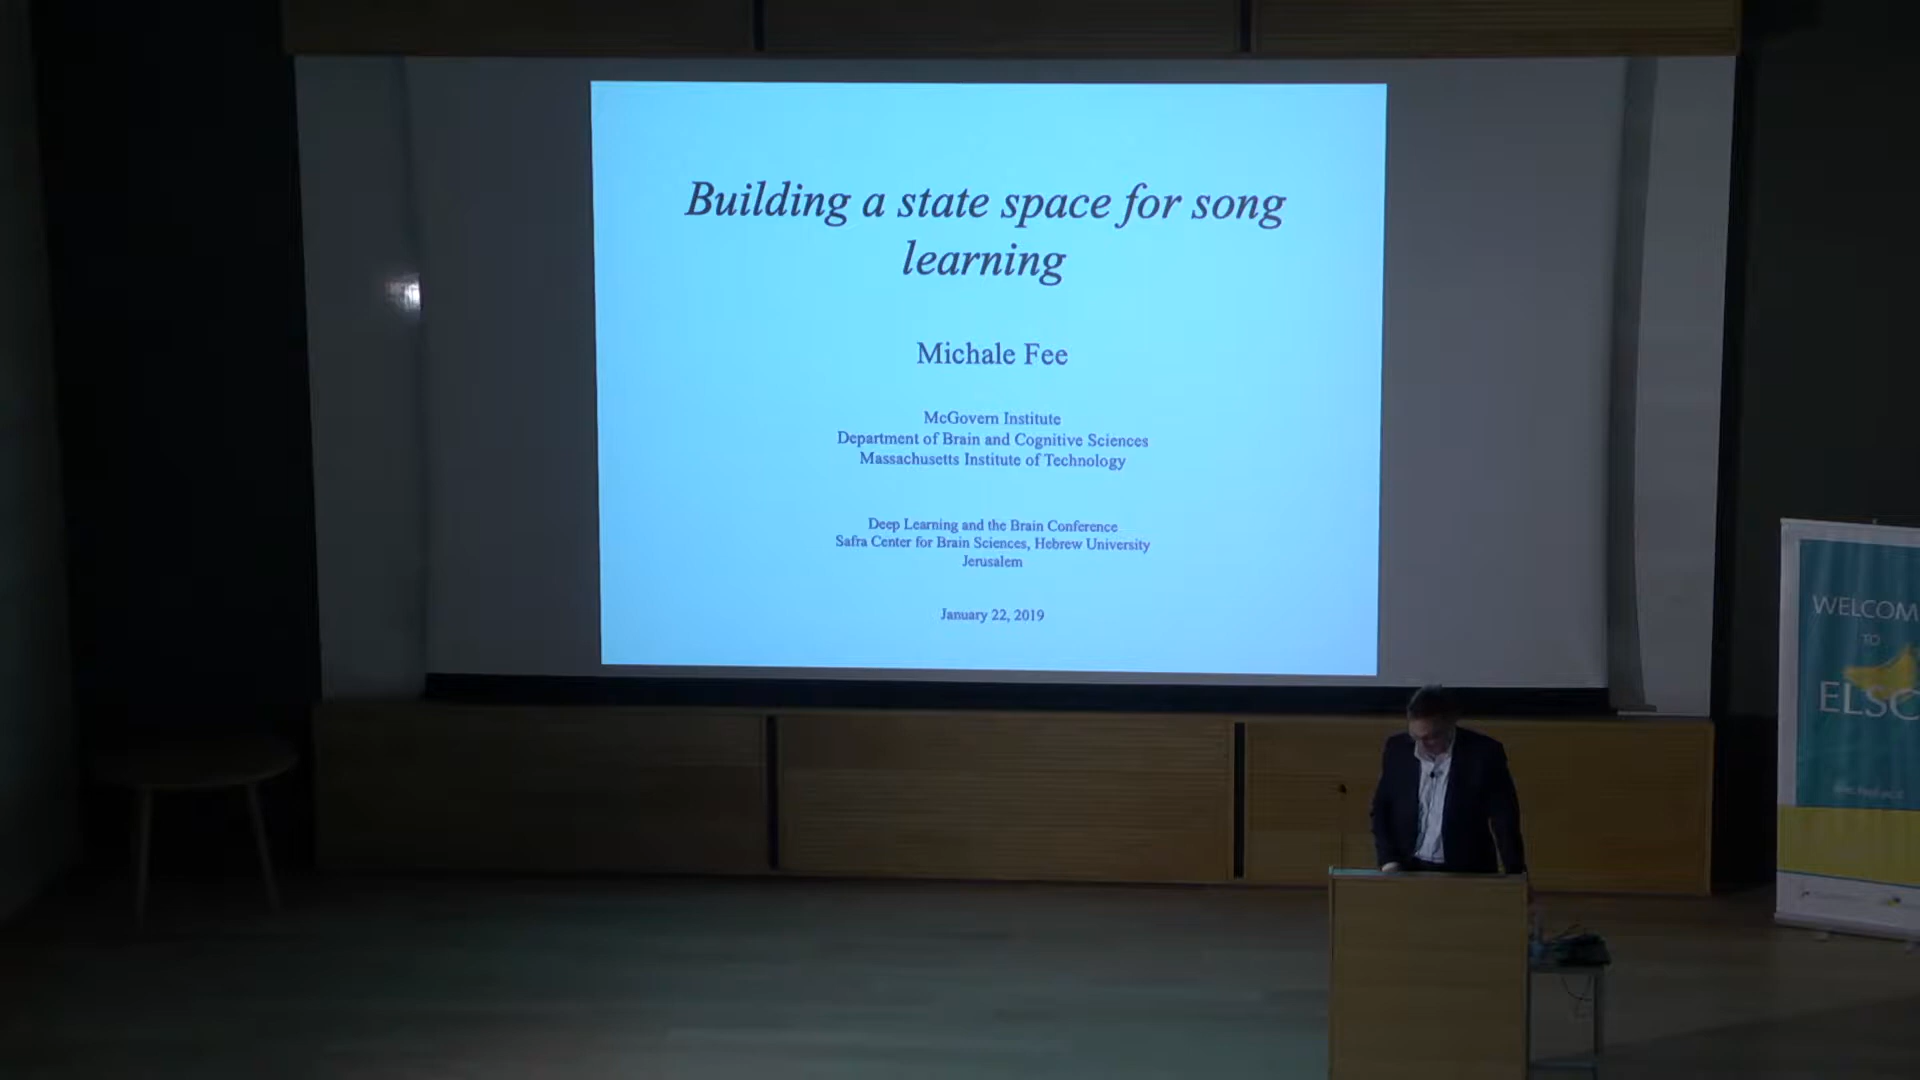 Building a state space for song
learning
Michale Fee
McGovern Institute
Department of Brain and Cognitive Sciences
Massachusetts Institute of Technology
Deep Learning and the Brain Conference
Safra Center for Brain Sciences, Hebrew University
Jerusalem
January 22, 2019
WELCOM
TO
ELSC